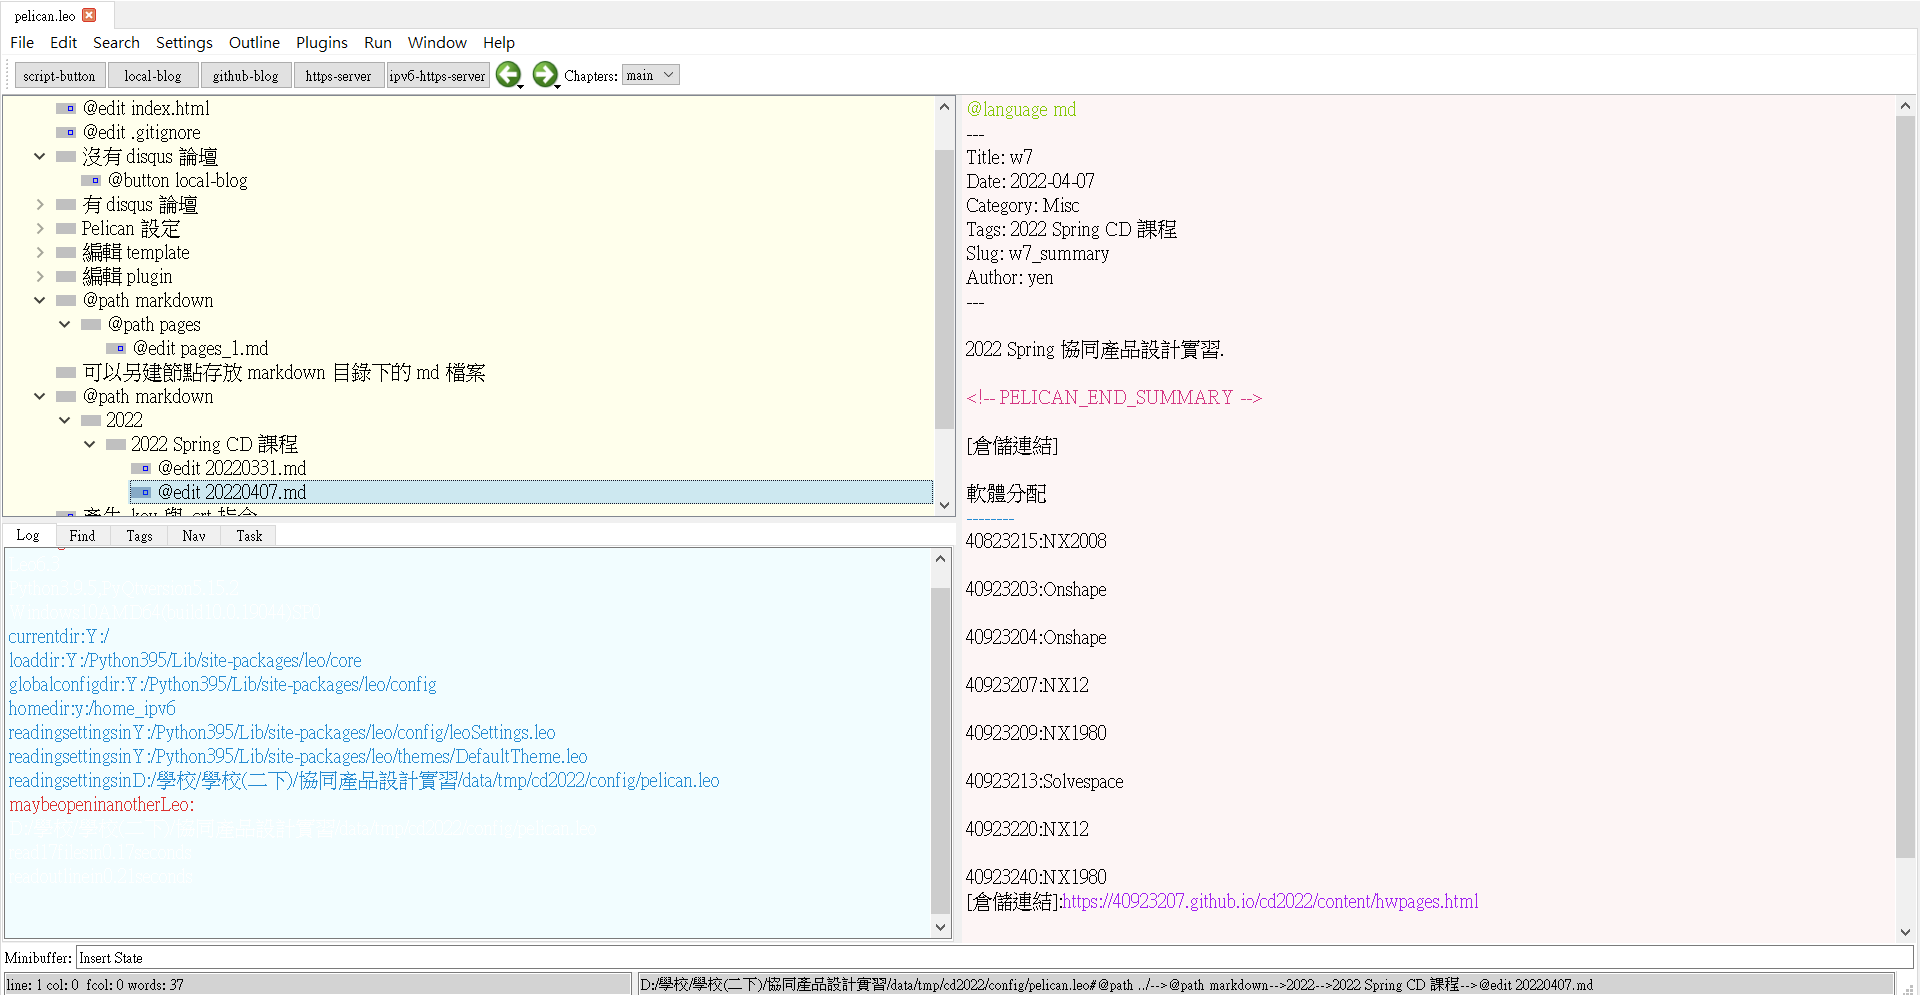 pelican.leo
File Edit Search Settings Outline Plugins Run Window Help
script-button local-blog github-blog https-server ipv6-https-server Chapters: main
@edit index.html
@edit .gitignore
沒有 disqus 論壇
@button local-blog
有 disqus 論壇
Pelican 設定
編輯 template
編輯 plugin
@path markdown
@path pages
@edit pages_1.md
可以另建節點存放 markdown 目錄下的 md 檔案
@path markdown
2022
2022 Spring CD 課程
@edit 20220331.md
@edit 20220407.md
產生 .key 與 .crt 指令
Log Find Tags Nav Task
currentdir:Y:/
loaddir:Y:/Python395/Lib/site-packages/leo/core
globalconfigdir:Y:/Python395/Lib/site-packages/leo/config
homedir:y:/home_ipv6
readingsettingsinY:/Python395/Lib/site-packages/leo/config/leoSettings.leo
readingsettingsinY:/Python395/Lib/site-packages/leo/themes/DefaultTheme.leo
readingsettingsinD:/學校/學校(二下)/協同產品設計實習/data/tmp/cd2022/config/pelican.leo
maybeopeninanotherLeo:
@language md
---
Title: w7
Date: 2022-04-07
Category: Misc
Tags: 2022 Spring CD 課程
Slug: w7_summary
Author: yen
---
2022 Spring 協同產品設計實習.
<!-- PELICAN_END_SUMMARY -->
[倉儲連結]
軟體分配
--------
40823215:NX2008
40923203:Onshape
40923204:Onshape
40923207:NX12
40923209:NX1980
40923213:Solvespace
40923220:NX12
40923240:NX1980
[倉儲連結]:https://40923207.github.io/cd2022/content/hwpages.html
Minibuffer: Insert State
line: 1 col: 0 fcol: 0 words: 37
D:/學校/學校(二下)/協同產品設計實習/data/tmp/cd2022/config/pelican.leo#@path ../-->@path markdown-->2022-->2022 Spring CD 課程-->@edit 20220407.md